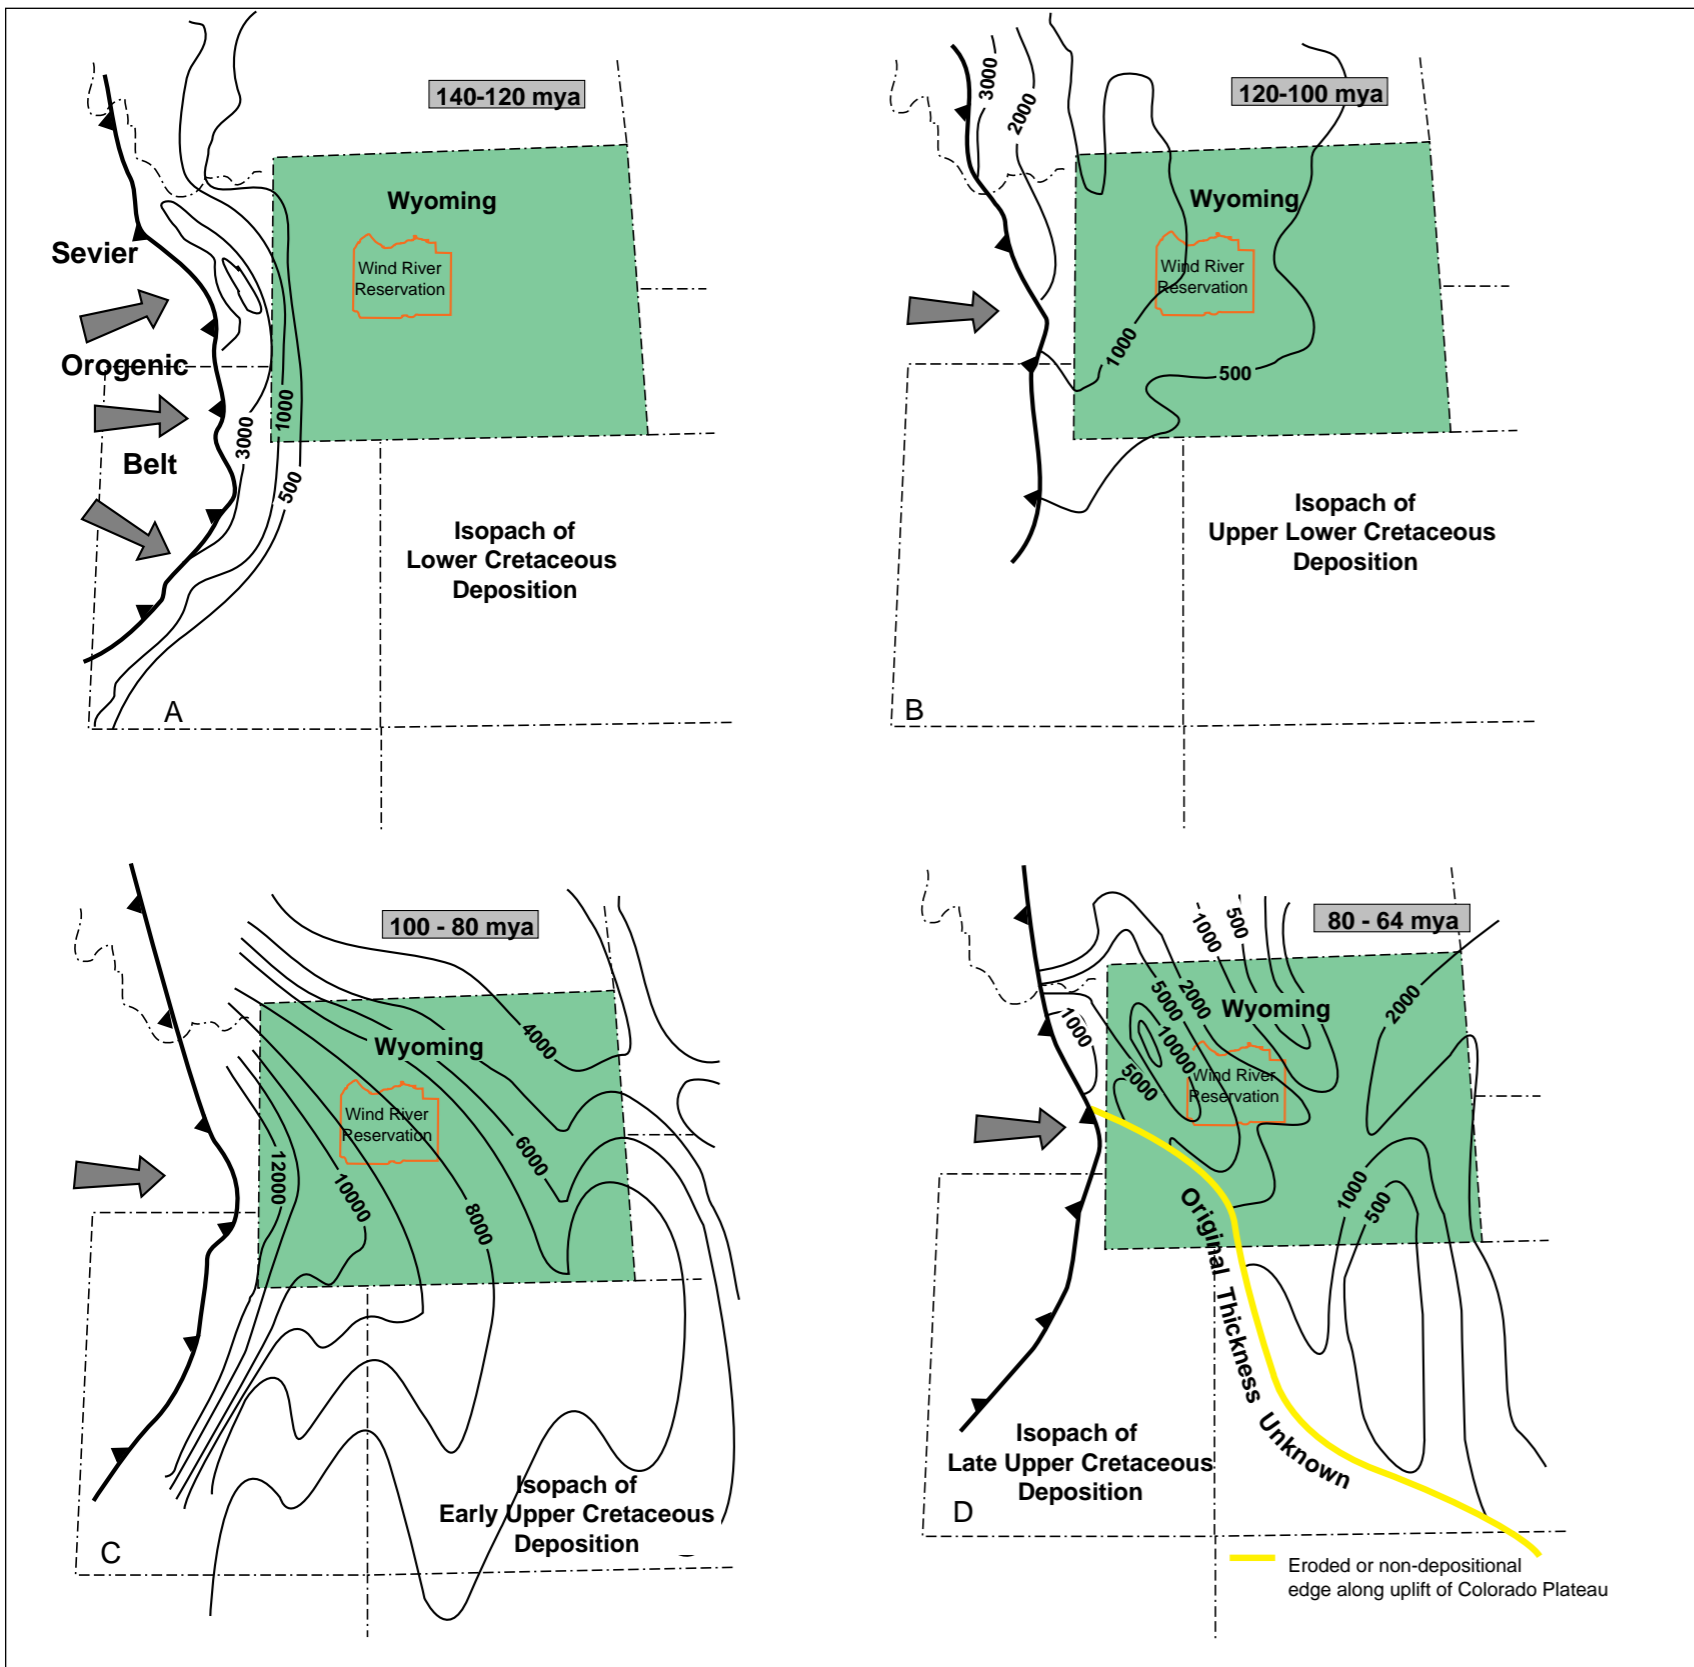 140-120 mya
Wyoming
Wind River
Reservation
Sevier
Orogenic
Belt
3000
1000
500
Isopach of
Lower Cretaceous
Deposition
A
120-100 mya
3000
2000
Wyoming
Wind River
Reservation
1000
500
Isopach of
Upper Lower Cretaceous
Deposition
B
100 - 80 mya
4000
Wyoming
Wind River
Reservation
6000
12000
10000
8000
Isopach of
Early Upper Cretaceous
Deposition
C
80 - 64 mya
1000
500
2000
5000
2000
Wyoming
1000
10000
5000
Wind River
Reservation
1000
500
Original Thickness Unknown
Isopach of
Late Upper Cretaceous
Deposition
D
Eroded or non-depositional
edge along uplift of Colorado Plateau